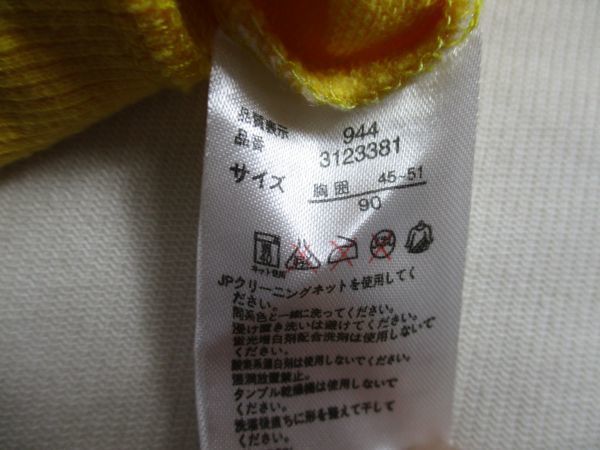 品質表示 944
品番 3123381
サイズ 胸囲 45~51
90
ネット使用
JPクリーニングネットを使用してく
ださい。
同系色と一緒に洗ってください。
浸け置き洗いは避けてください。
蛍光増白剤配合洗剤は使用しないで
ください。
酸素系漂白剤は使用しないでください。
湿潤放置禁止。
タンブル乾燥機は使用しないで
ください。
洗濯後直ちに形を整えて干して
ください。